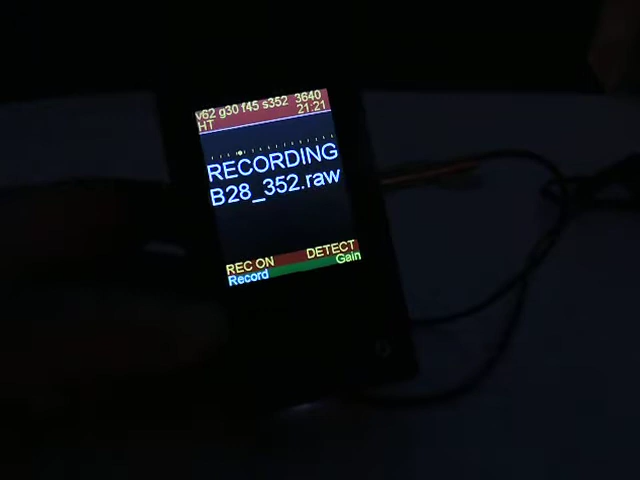 v62 g30 f45 s352 3640
HT 21:21
RECORDING
B28_352.raw
REC ON DETECT
Record Gain